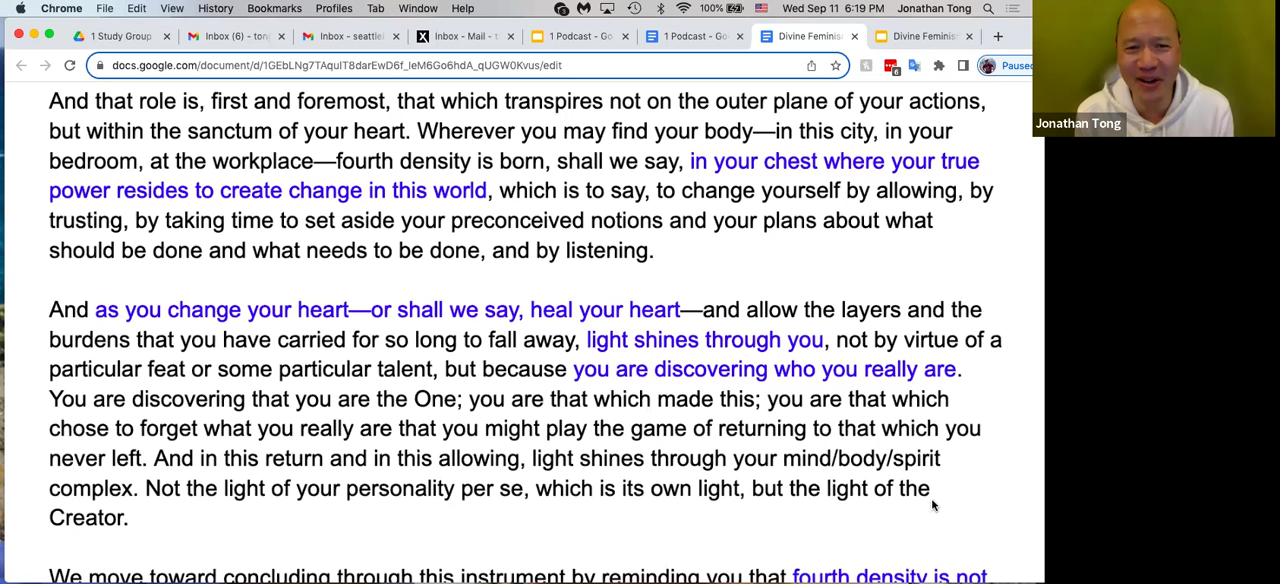 Chrome File Edit View History Bookmarks Profiles Tab Window Help 100% Wed Sep 11 6:19 PM Jonathan Tong
1 Study Group Inbox (6) - ton Inbox - seattle Inbox - Mail - t 1 Podcast - Go 1 Podcast - Go Divine Feminis Divine Feminis
docs.google.com/document/d/1GEbLNg7TAquIT8darEwD6f_IeM6Go6hdA_qUGW0Kvus/edit 6 Paused
Jonathan Tong
And that role is, first and foremost, that which transpires not on the outer plane of your actions,
but within the sanctum of your heart. Wherever you may find your body—in this city, in your
bedroom, at the workplace—fourth density is born, shall we say, in your chest where your true
power resides to create change in this world, which is to say, to change yourself by allowing, by
trusting, by taking time to set aside your preconceived notions and your plans about what
should be done and what needs to be done, and by listening.
And as you change your heart—or shall we say, heal your heart—and allow the layers and the
burdens that you have carried for so long to fall away, light shines through you, not by virtue of a
particular feat or some particular talent, but because you are discovering who you really are.
You are discovering that you are the One; you are that which made this; you are that which
chose to forget what you really are that you might play the game of returning to that which you
never left. And in this return and in this allowing, light shines through your mind/body/spirit
complex. Not the light of your personality per se, which is its own light, but the light of the
Creator.
We move toward concluding through this instrument by reminding you that fourth density is not